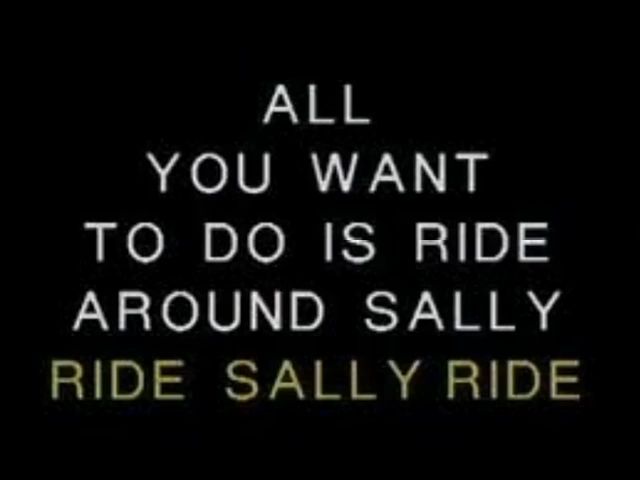 ALL
YOU WANT
TO DO IS RIDE
AROUND SALLY
RIDE SALLY RIDE